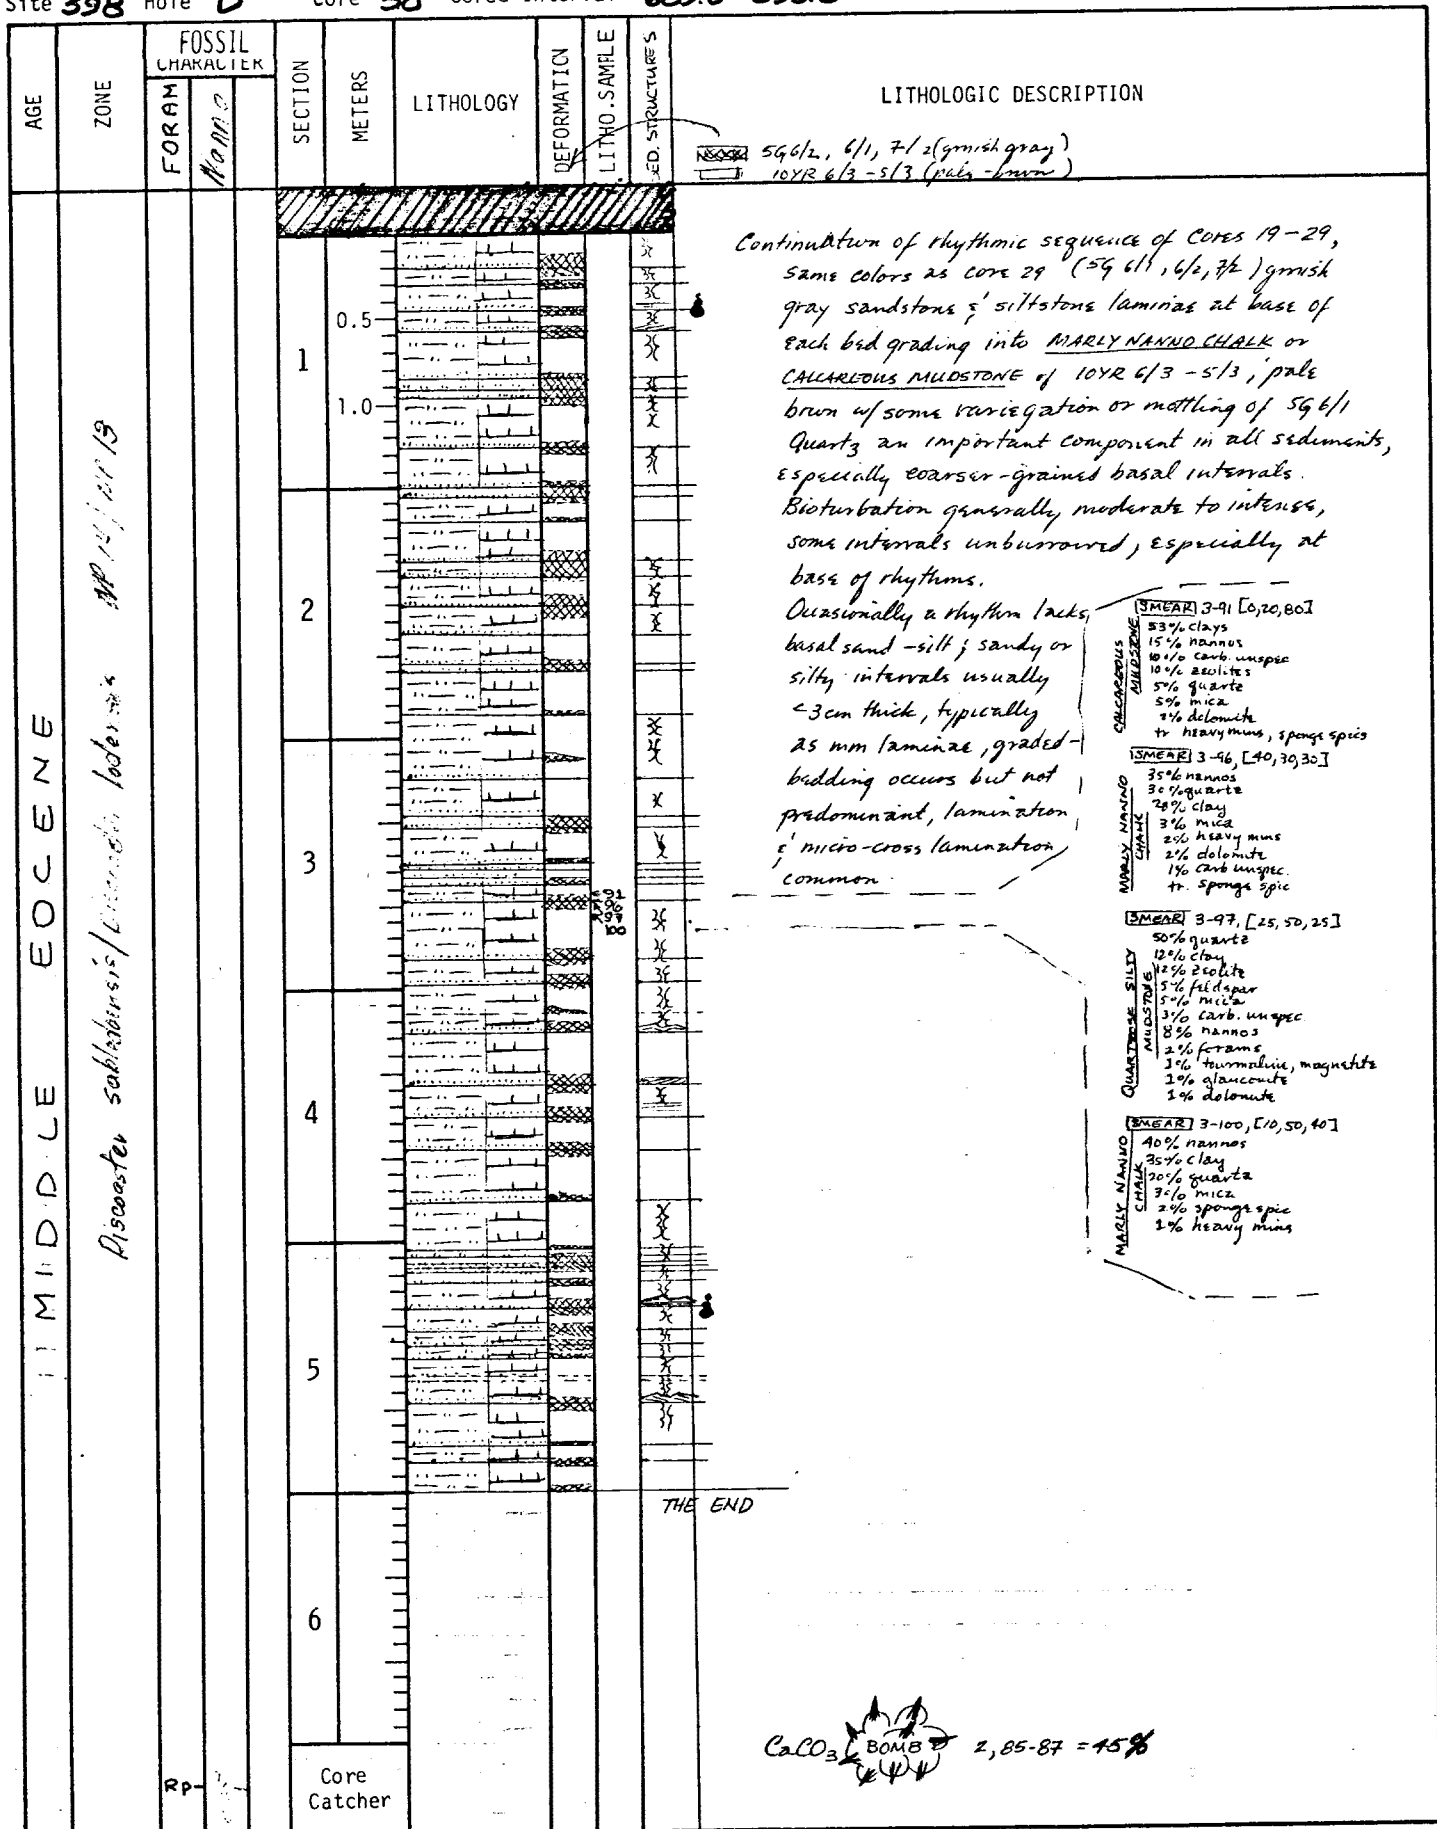 Site 398 Hole D Core 30 Cored Interval
AGE
ZONE
FOSSIL
CHARACTER
FORAM
Nanno
SECTION
METERS
LITHOLOGY
DEFORMATION
LITHO.SAMPLE
SED. STRUCTURES
LITHOLOGIC DESCRIPTION
5G6/2, 6/1, 7/2 (grnish gray)
10YR 6/3 - 5/3 (pale-brwn)
MIDDLE EOCENE
Discoaster
0.5
1.0
1
2
3
4
5
6
Core
Catcher
Rp
91
96
97
100
Continuation of rhythmic sequence of Cores 19-29,
same colors as core 29 (5G 6/1, 6/2, 7/2) grnish
gray sandstone & siltstone laminae at base of
each bed grading into MARLY NANNO CHALK or
CALCAREOUS MUDSTONE of 10YR 6/3 - 5/3, pale
brwn w/ some variegation or mottling of 5G 6/1
Quartz an important component in all sediments,
especially coarser-grained basal intervals.
Bioturbation generally moderate to intense,
some intervals unburrowed, especially at
base of rhythms.
Occasionally a rhythm lacks
basal sand-silt; sandy or
silty intervals usually
<3cm thick, typically
as mm laminae, graded-
bedding occurs but not
predominant, lamination
& micro-cross lamination
common.
CALCAREOUS MUDSTONE
SMEAR 3-91 [0,20,80]
53% clays
15% nannos
10% carb. unspec
10% zeolites
5% quartz
5% mica
2% dolomite
tr heavy mins, sponge spics
MARLY NANNO CHALK
SMEAR 3-96, [40,30,30]
35% nannos
30% quartz
28% clay
3% mica
2% heavy mins
2% dolomite
1% carb unspec.
tr. sponge spic
QUARTZOSE SILTY MUDSTONE
SMEAR 3-97, [25,50,25]
50% quartz
12% clay
12% zeolite
5% feldspar
5% mica
3% carb. unspec.
8% nannos
2% forams
1% tourmaline, magnetite
1% glauconite
1% dolomite
MARLY NANNO CHALK
SMEAR 3-100, [10,50,40]
40% nannos
35% clay
20% quartz
3% mica
2% sponge spic
1% heavy mins
THE END
CaCO3 BOMB 2, 85-87 = 45%